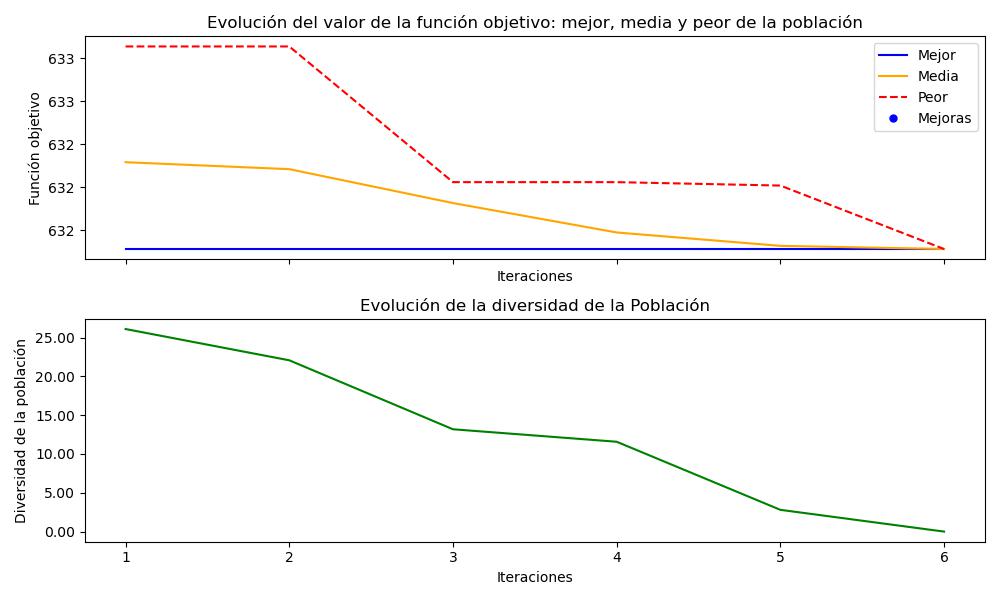 Evolución del valor de la función objetivo: mejor, media y peor de la población
Función objetivo
633
633
632
632
632
Mejor
Media
Peor
Mejoras
Iteraciones
Evolución de la diversidad de la Población
Diversidad de la población
25.00
20.00
15.00
10.00
5.00
0.00
1 2 3 4 5 6
Iteraciones